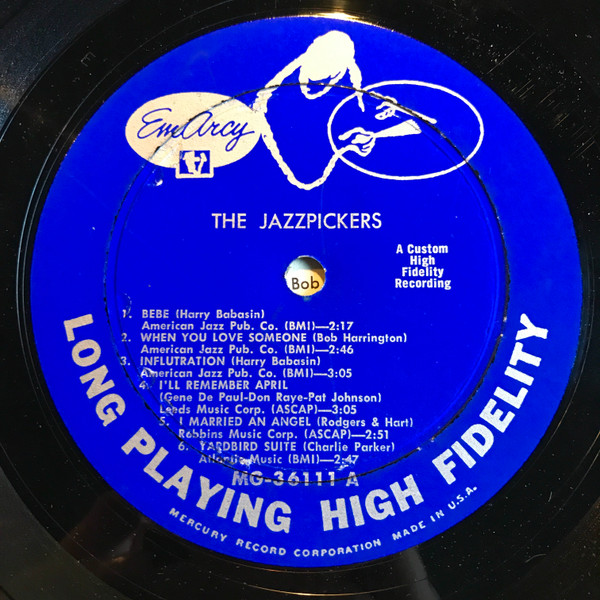 EmArcy
THE JAZZPICKERS
A Custom
High
Fidelity
Recording
Bob
1. BEBE (Harry Babasin)
American Jazz Pub. Co. (BMI)—2:17
2. WHEN YOU LOVE SOMEONE (Bob Harrington)
American Jazz Pub. Co. (BMI)—2:46
3. INFLUTRATION (Harry Babasin)
American Jazz Pub. Co. (BMI)—3:05
4. I'LL REMEMBER APRIL
(Gene De Paul-Don Raye-Pat Johnson)
Leeds Music Corp. (ASCAP)—3:05
5. I MARRIED AN ANGEL (Rodgers & Hart)
Robbins Music Corp. (ASCAP)—2:51
6. YARDBIRD SUITE (Charlie Parker)
Atlantic Music (BMI)—2:47
MG-36111 A
LONG PLAYING HIGH FIDELITY
MERCURY RECORD CORPORATION MADE IN U.S.A.